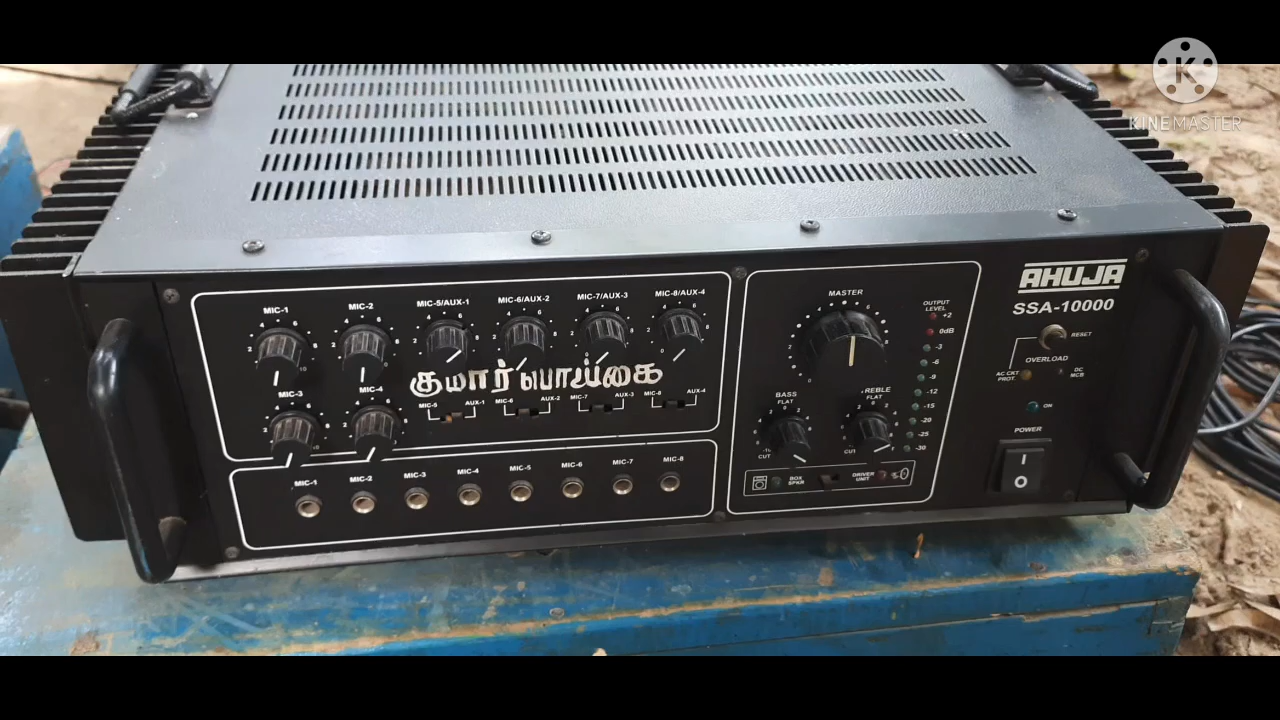 KINEMASTER
AHUJA
SSA-10000
MIC-1 MIC-2 MIC-5/AUX-1 MIC-6/AUX-2 MIC-7/AUX-3 MIC-8/AUX-4
MIC-3 MIC-4
குமார் பொய்கை
MIC-5 AUX-1 MIC-6 AUX-2 MIC-7 AUX-3 MIC-8 AUX-4
MIC-1 MIC-2 MIC-3 MIC-4 MIC-5 MIC-6 MIC-7 MIC-8
MASTER
BASS
FLAT
CUT
TREBLE
FLAT
CUT
BOX
SPKR
DRIVER
UNIT
OUTPUT
LEVEL
+2
0dB
-3
-6
-9
-12
-15
-20
-25
-30
RESET
OVERLOAD
AC CKT
PROT.
DC
MCB
ON
POWER
I
O